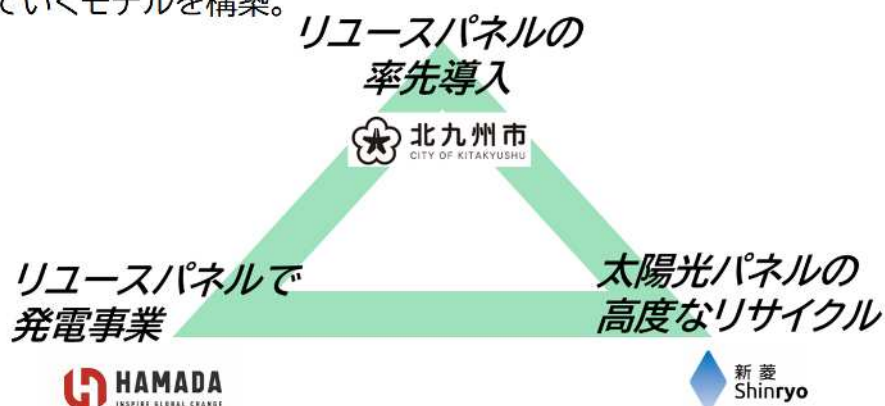 ていくモデルを構築。
リユースパネルの
率先導入
北九州市
CITY OF KITAKYUSHU
リユースパネルで
発電事業
太陽光パネルの
高度なリサイクル
HAMADA
INSPIRE GLOBAL CHANGE
新菱
Shinryo